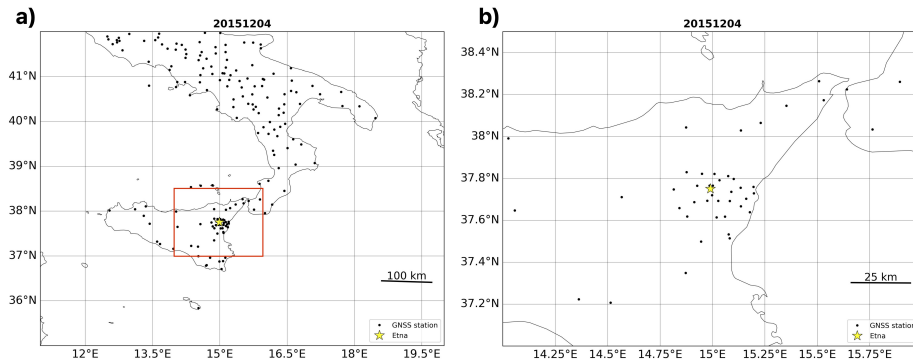 a)
20151204
41°N
40°N
39°N
38°N
37°N
36°N
100 km
GNSS station
Etna
12°E 13.5°E 15°E 16.5°E 18°E 19.5°E
b)
20151204
38.4°N
38.2°N
38°N
37.8°N
37.6°N
37.4°N
37.2°N
25 km
GNSS station
Etna
14.25°E 14.5°E 14.75°E 15°E 15.25°E 15.5°E 15.75°E